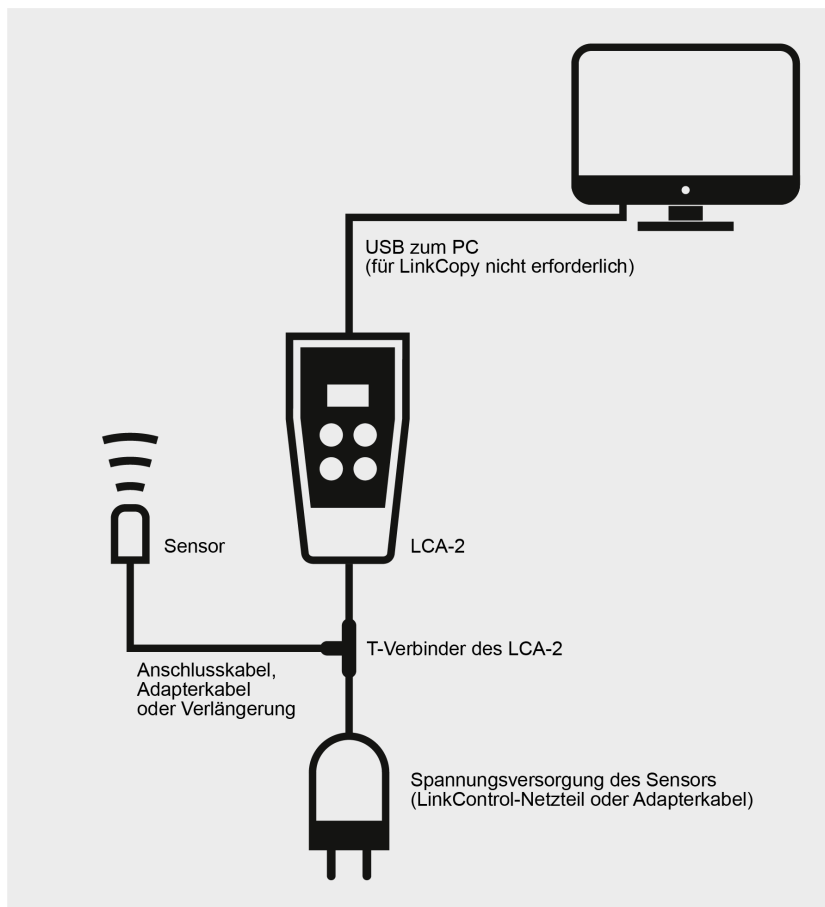 USB zum PC
(für LinkCopy nicht erforderlich)
Sensor
LCA-2
T-Verbinder des LCA-2
Anschlusskabel,
Adapterkabel
oder Verlängerung
Spannungsversorgung des Sensors
(LinkControl-Netzteil oder Adapterkabel)